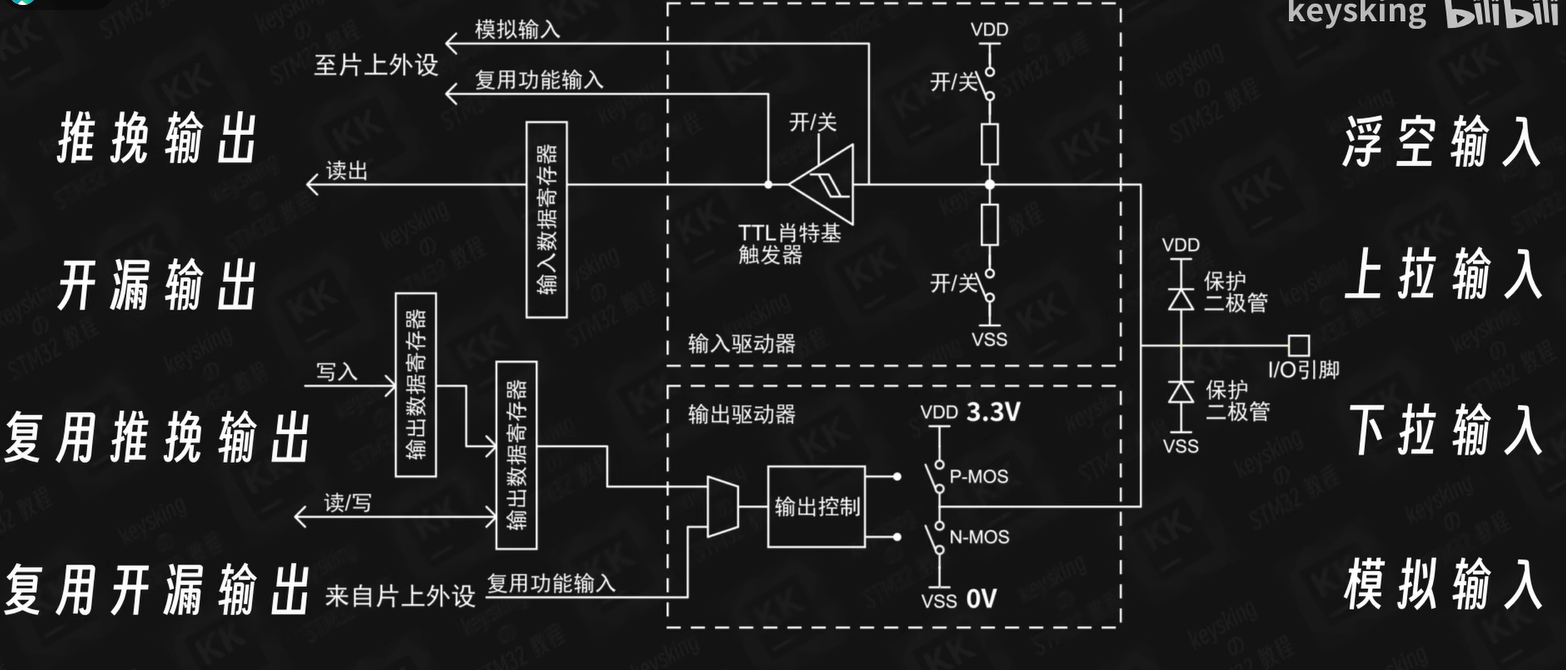 keysking bilibili
模拟输入
至片上外设
复用功能输入
读出
输入数据寄存器
开/关
TTL肖特基
触发器
VDD
开/关
开/关
VSS
输入驱动器
推挽输出
开漏输出
复用推挽输出
复用开漏输出
写入
输出数据寄存器
输出数据寄存器
读/写
来自片上外设
复用功能输入
输出驱动器
输出控制
VDD 3.3V
P-MOS
N-MOS
VSS 0V
VDD
保护
二极管
I/O引脚
保护
二极管
VSS
浮空输入
上拉输入
下拉输入
模拟输入